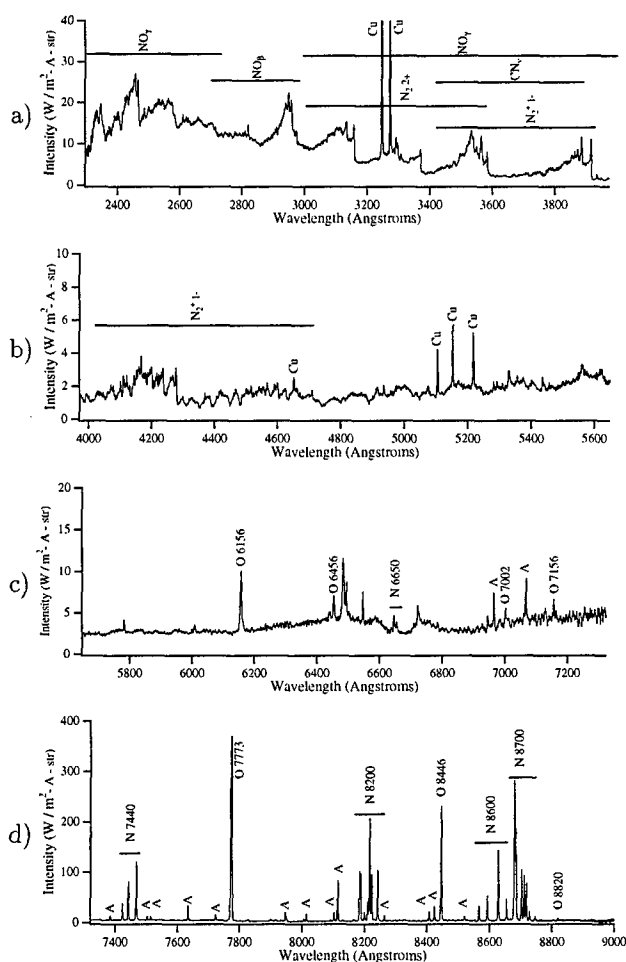 a)
Intensity (W / m²- A - str)
40
30
20
10
0
NOγ
NOβ
Cu
Cu
NOγ
N₂ 2+
CNv
N₂⁺ 1-
2400 2600 2800 3000 3200 3400 3600 3800
Wavelength (Angstroms)
b)
Intensity (W / m²- A - str)
10
8
6
4
2
0
N₂⁺ 1-
Cu
Cu
Cu
Cu
4000 4200 4400 4600 4800 5000 5200 5400 5600
Wavelength (Angstroms)
c)
Intensity (W / m²- A - str)
20
15
10
5
0
O 6156
O 6456
N 6650
A
O 7002
A
O 7156
5800 6000 6200 6400 6600 6800 7000 7200
Wavelength (Angstroms)
d)
Intensity (W / m²- A - str)
400
300
200
100
0
A
N 7440
A
A
A
A
O 7773
A
A
A
A
N 8200
A
A
A
O 8446
A
N 8600
N 8700
O 8820
7400 7600 7800 8000 8200 8400 8600 8800 9000
Wavelength (Angstroms)